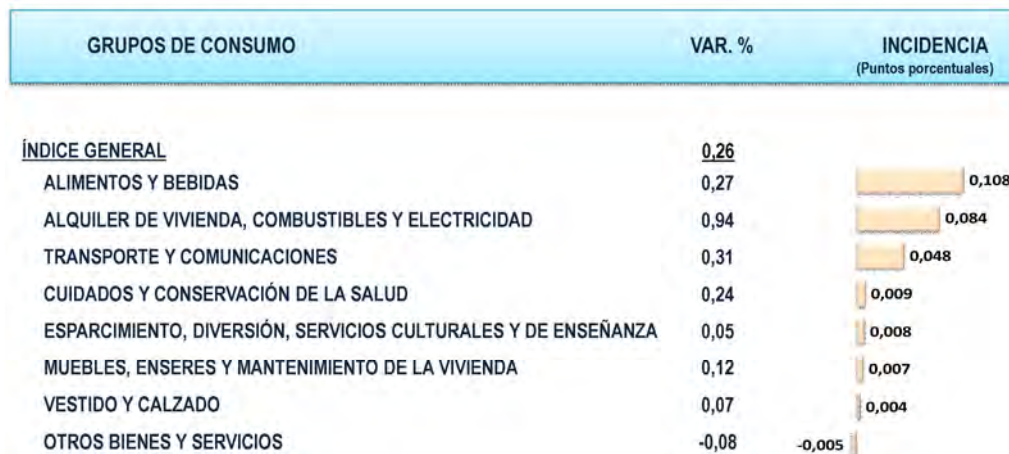 GRUPOS DE CONSUMO VAR. % INCIDENCIA
(Puntos porcentuales)
ÍNDICE GENERAL 0,26
ALIMENTOS Y BEBIDAS 0,27 0,108
ALQUILER DE VIVIENDA, COMBUSTIBLES Y ELECTRICIDAD 0,94 0,084
TRANSPORTE Y COMUNICACIONES 0,31 0,048
CUIDADOS Y CONSERVACIÓN DE LA SALUD 0,24 0,009
ESPARCIMIENTO, DIVERSIÓN, SERVICIOS CULTURALES Y DE ENSEÑANZA 0,05 0,008
MUEBLES, ENSERES Y MANTENIMIENTO DE LA VIVIENDA 0,12 0,007
VESTIDO Y CALZADO 0,07 0,004
OTROS BIENES Y SERVICIOS -0,08 -0,005